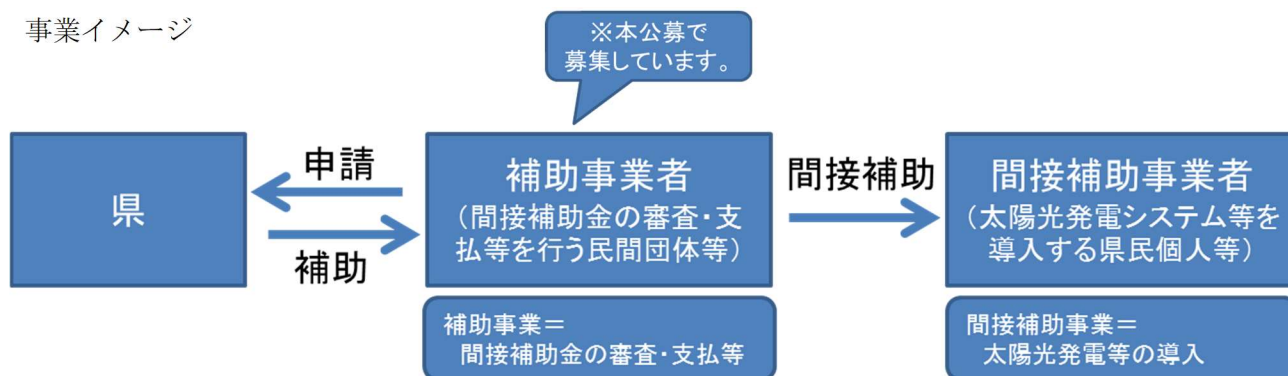 事業イメージ
※本公募で
募集しています。
県
申請
補助
補助事業者
(間接補助金の審査・支
払等を行う民間団体等)
間接補助
間接補助事業者
(太陽光発電システム等を
導入する県民個人等)
補助事業=
間接補助金の審査・支払等
間接補助事業=
太陽光発電等の導入